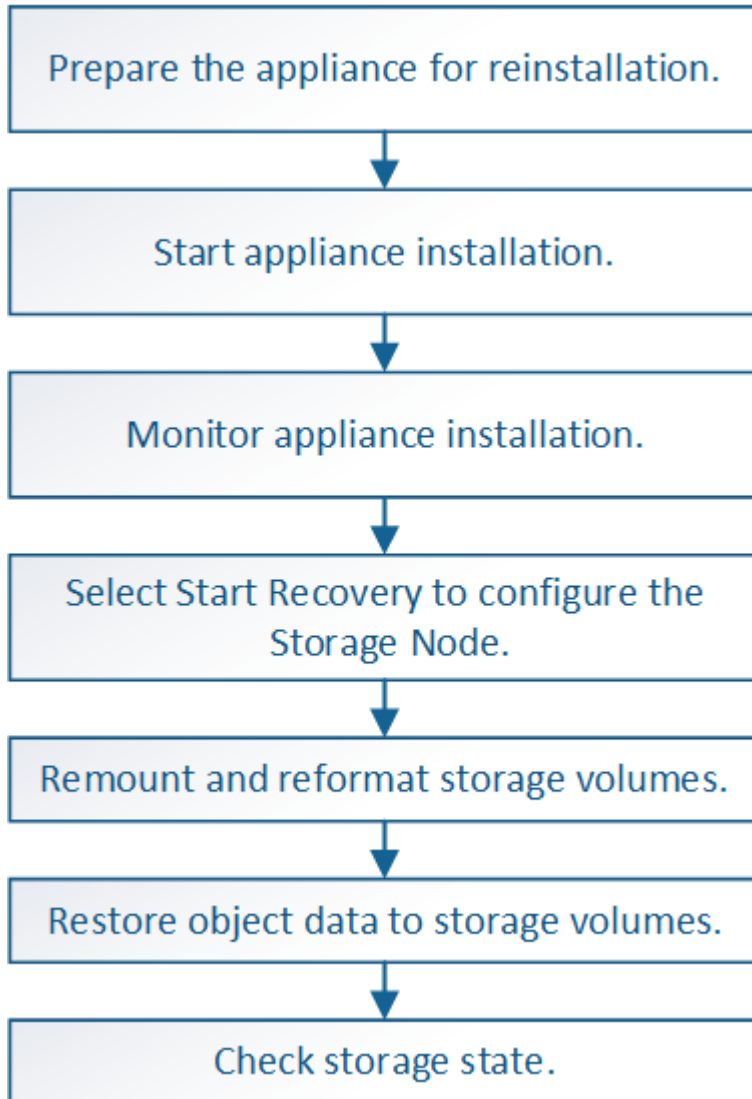 Prepare the appliance for reinstallation.
Start appliance installation.
Monitor appliance installation.
Select Start Recovery to configure the
Storage Node.
Remount and reformat storage volumes.
Restore object data to storage volumes.
Check storage state.